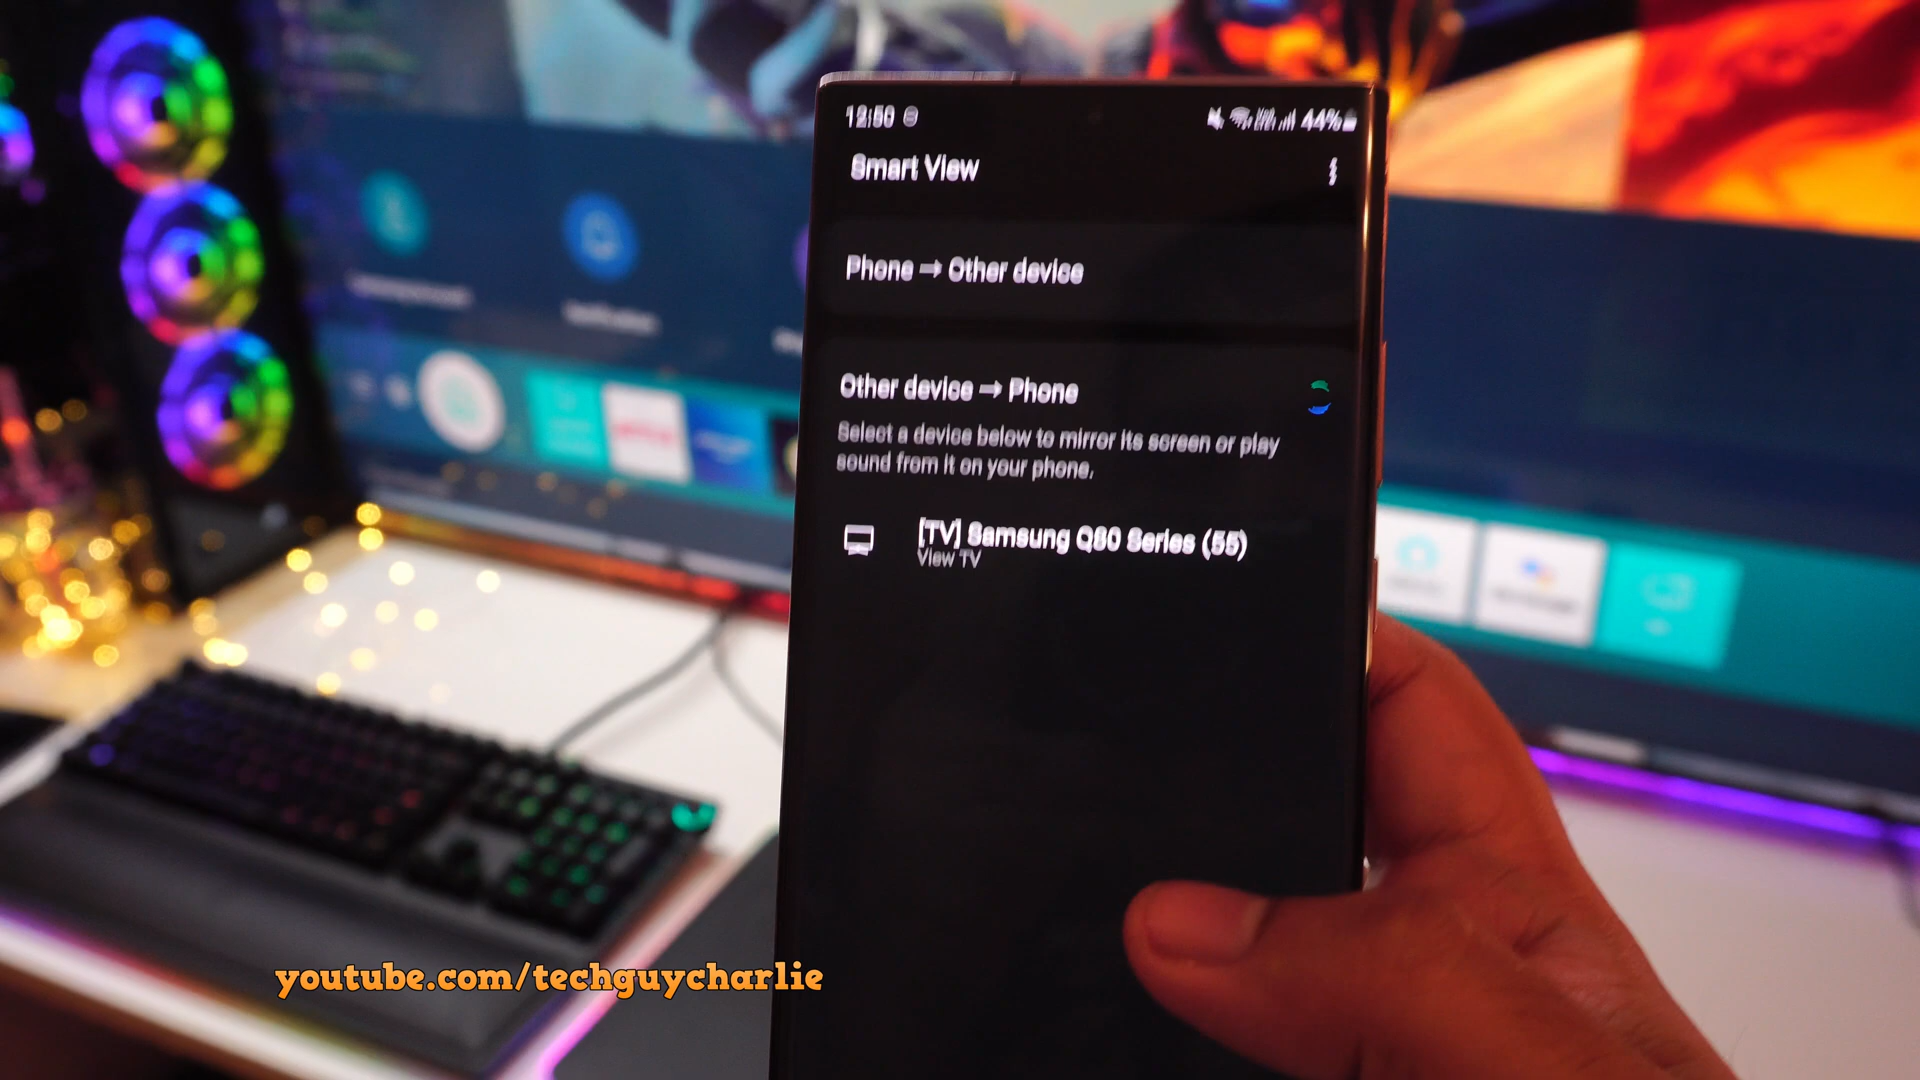 12:50
44%
Smart View
Phone → Other device
Other device → Phone
Select a device below to mirror its screen or play
sound from it on your phone.
[TV] Samsung Q80 Series (55)
View TV
youtube.com/techguycharlie